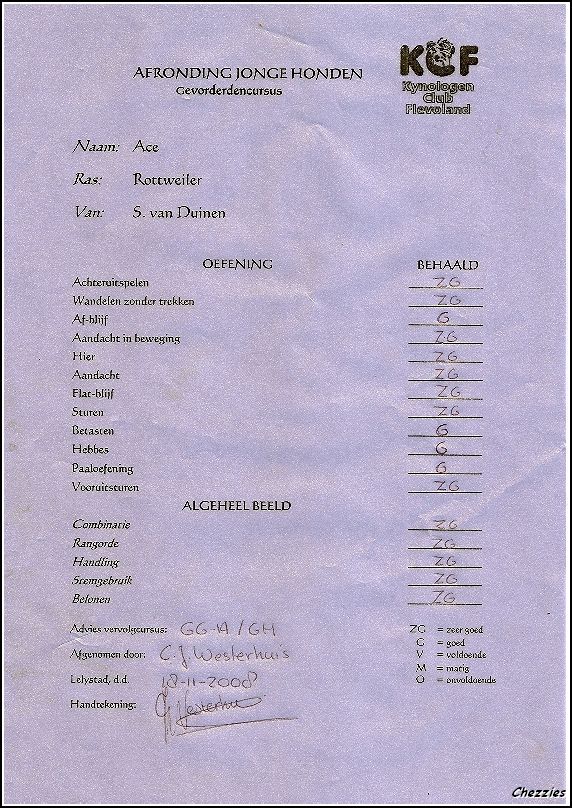 AFRONDING JONGE HONDEN
Gevorderdencursus
KCF
Kynologen
Club
Flevoland
Naam: Ace
Ras: Rottweiler
Van: S. van Duinen
OEFENING BEHAALD
Achteruitspelen ZG
Wandelen zonder trekken ZG
Af-blijf G
Aandacht in beweging ZG
Hier ZG
Aandacht ZG
Flat-blijf ZG
Sturen ZG
Betasten G
Hebbes G
Paaloefening G
Vooruitsturen ZG
ALGEHEEL BEELD
Combinatie ZG
Rangorde ZG
Handling ZG
Stemgebruik ZG
Belonen ZG
Advies vervolgcursus: GG-A / GH
Afgenomen door: C.J. Westerhuis
Lelystad, d.d. 18-11-2008
Handtekening:
ZG = zeer goed
G = goed
V = voldoende
M = matig
O = onvoldoende
Chezzies